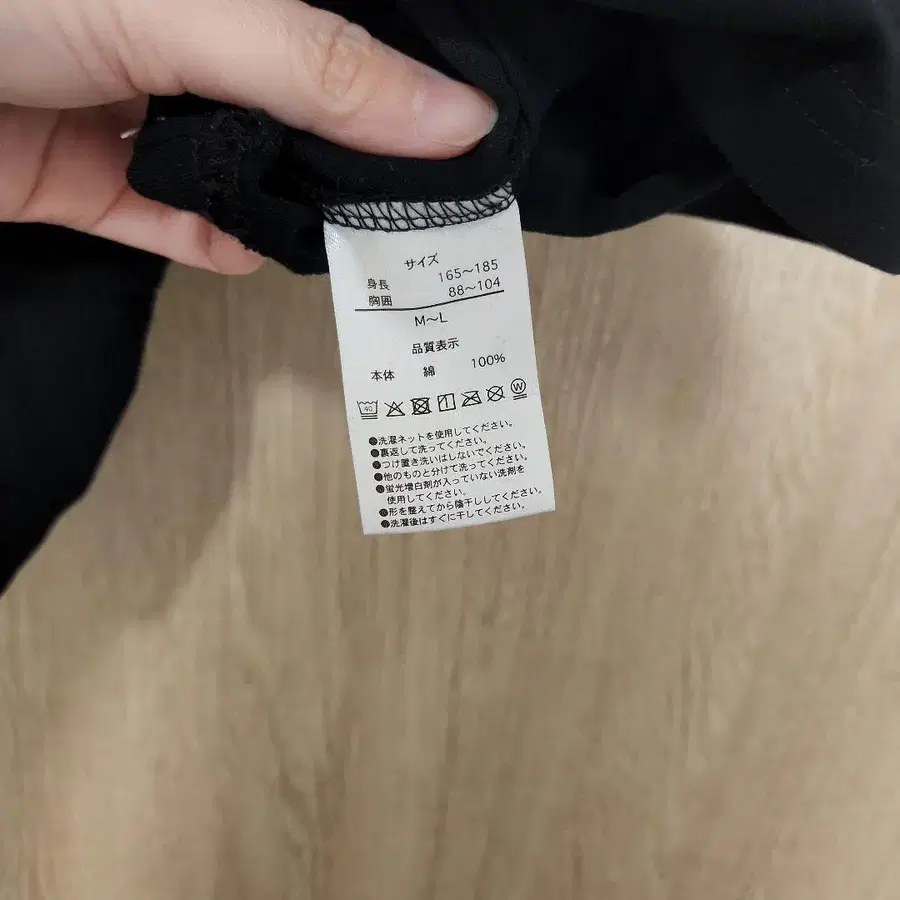 サイズ
身長 165～185
胸囲 88～104
M～L
品質表示
本体 綿 100%
40 W
●洗濯ネットを使用してください。
●裏返して洗ってください。
●つけ置き洗いはしないでください。
●他のものと分けて洗ってください。
●蛍光増白剤が入っていない洗剤を
使用してください。
●形を整えてから陰干ししてください。
●洗濯後はすぐに干してください。